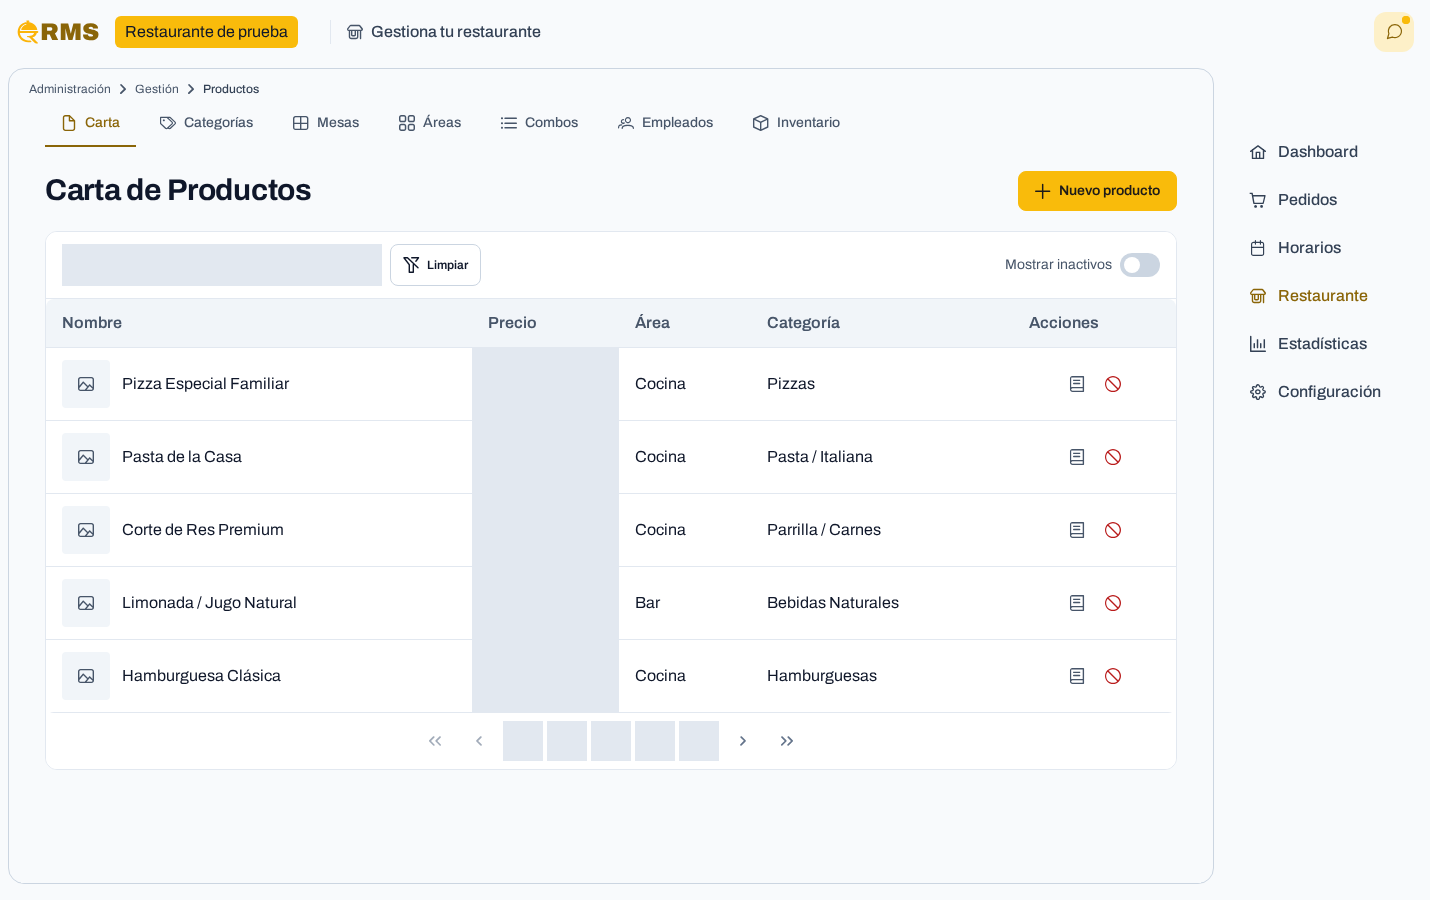 RMS
Restaurante de prueba
Gestiona tu restaurante
Administración
Gestión
Productos
Carta
Categorías
Mesas
Áreas
Combos
Empleados
Inventario
Carta de Productos
Nuevo producto
Limpiar
Mostrar inactivos
Nombre
Precio
Área
Categoría
Acciones
Pizza Especial Familiar
Cocina
Pizzas
Pasta de la Casa
Cocina
Pasta / Italiana
Corte de Res Premium
Cocina
Parrilla / Carnes
Limonada / Jugo Natural
Bar
Bebidas Naturales
Hamburguesa Clásica
Cocina
Hamburguesas
Dashboard
Pedidos
Horarios
Restaurante
Estadísticas
Configuración